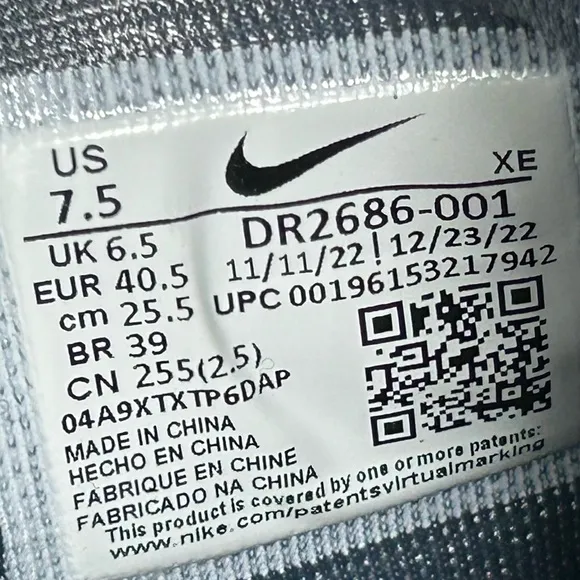 US
7.5
XE
UK 6.5
EUR 40.5
cm 25.5
BR 39
CN 255(2.5)
DR2686-001
11/11/22 ! 12/23/22
UPC 00196153217942
04A9XTXTP6DAP
MADE IN CHINA
HECHO EN CHINA
FABRIQUE EN CHINE
FABRICADO NA CHINA
This product is covered by one or more patents:
www.nike.com/patentsvirtualmarking